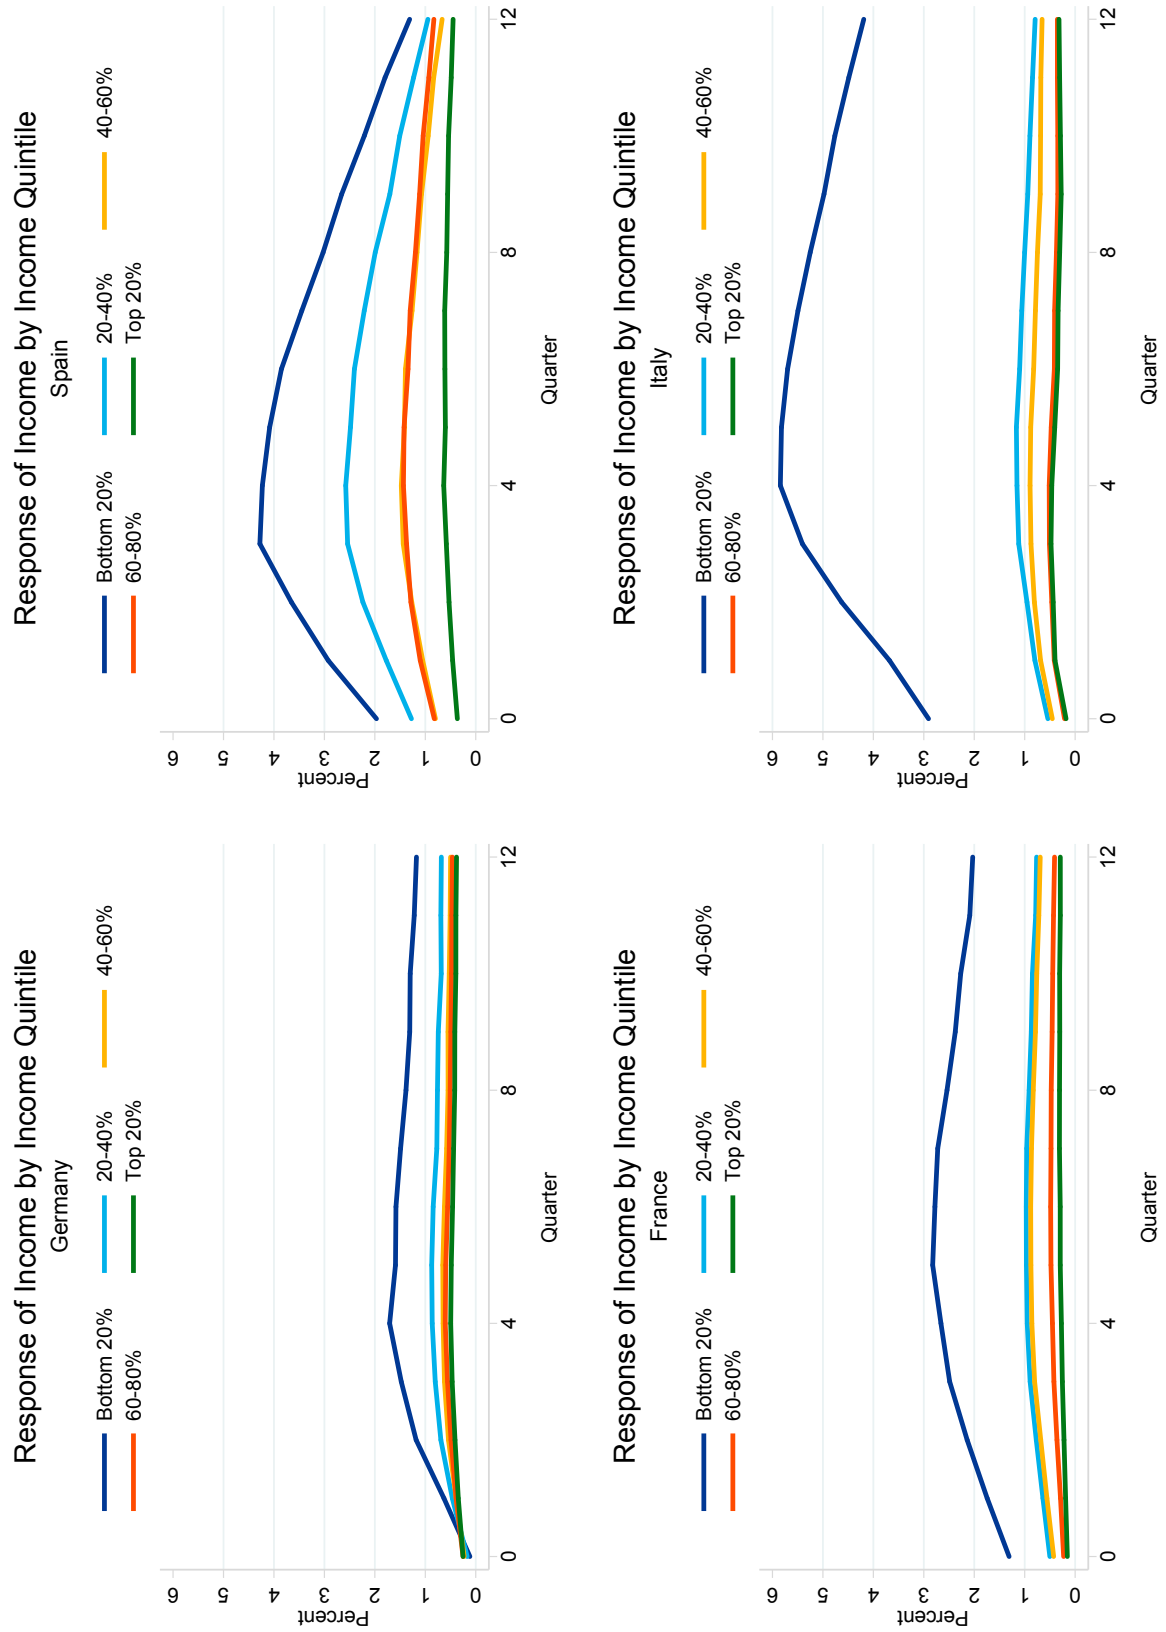 Response of Income by Income Quintile
Germany
Bottom 20% 20-40% 40-60%
60-80% Top 20%
Percent
6
5
4
3
2
1
0
0 4 8 12
Quarter
Response of Income by Income Quintile
Spain
Bottom 20% 20-40% 40-60%
60-80% Top 20%
Percent
6
5
4
3
2
1
0
0 4 8 12
Quarter
Response of Income by Income Quintile
France
Bottom 20% 20-40% 40-60%
60-80% Top 20%
Percent
6
5
4
3
2
1
0
0 4 8 12
Quarter
Response of Income by Income Quintile
Italy
Bottom 20% 20-40% 40-60%
60-80% Top 20%
Percent
6
5
4
3
2
1
0
0 4 8 12
Quarter